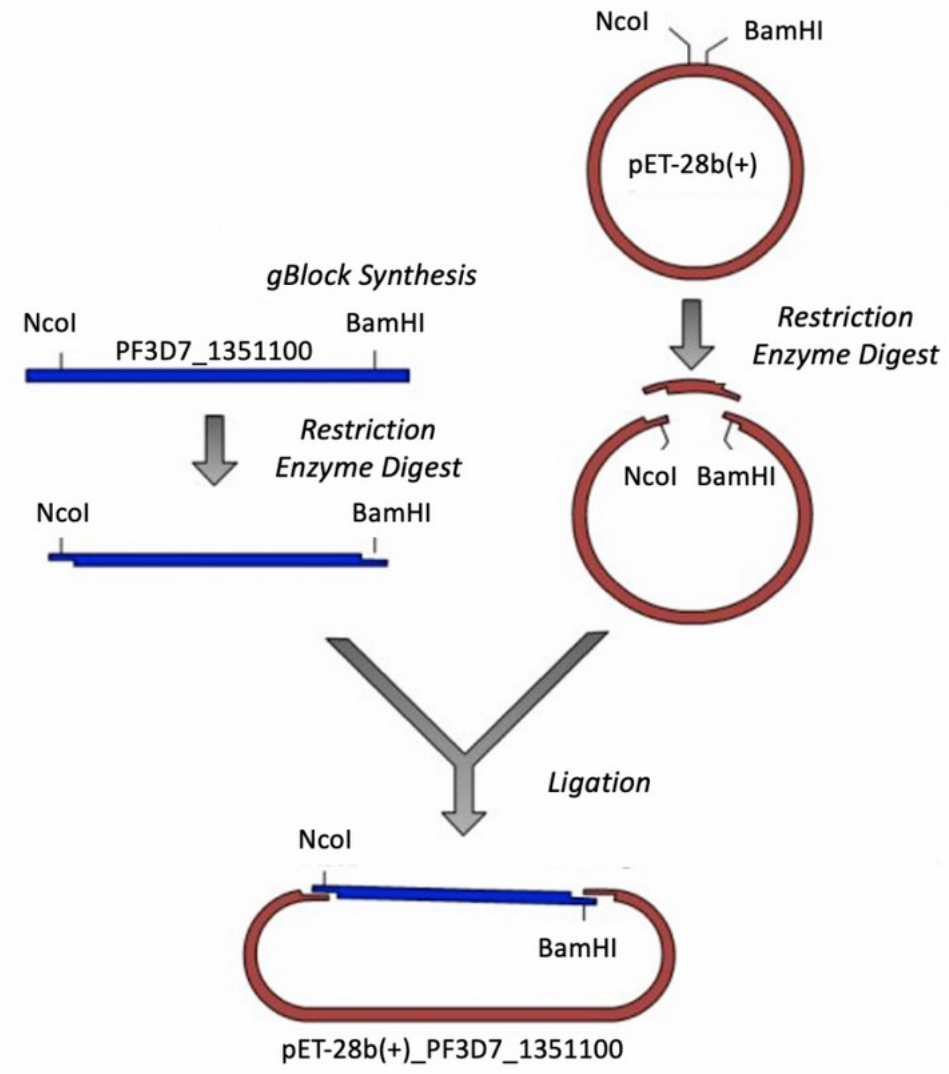 NcoI
BamHI
pET-28b(+)
gBlock Synthesis
NcoI
BamHI
PF3D7_1351100
Restriction
Enzyme Digest
Restriction
Enzyme Digest
NcoI
BamHI
NcoI
BamHI
Ligation
NcoI
BamHI
pET-28b(+)_PF3D7_1351100